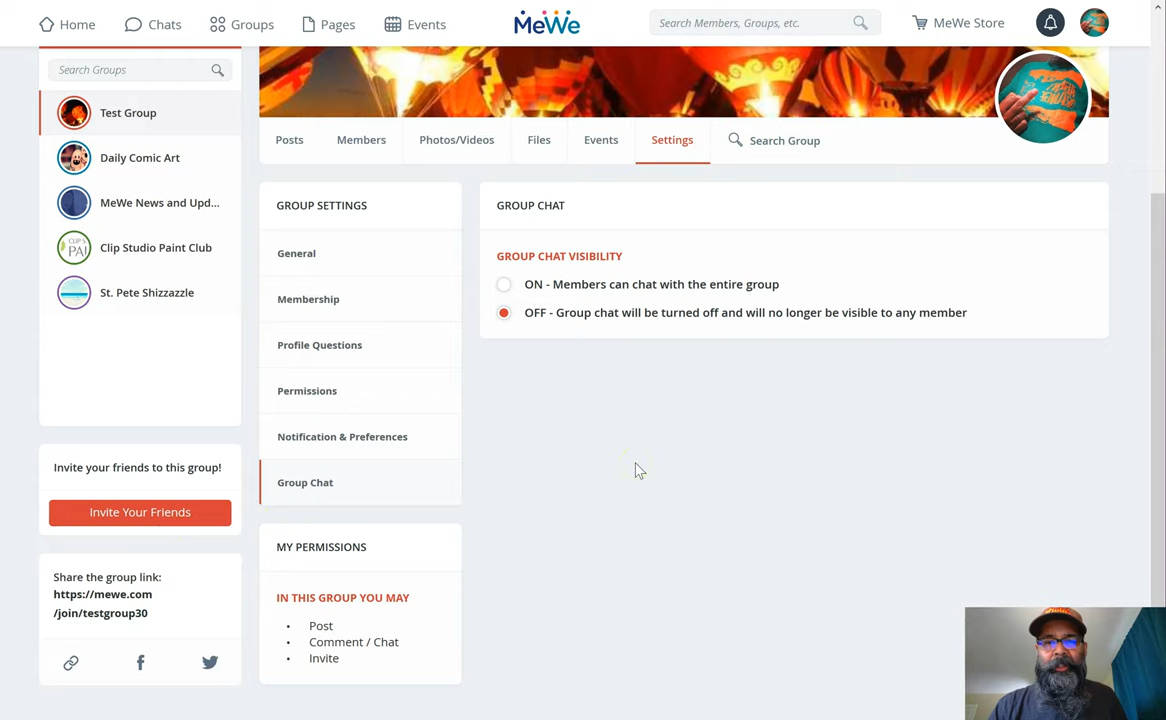 Home
Chats
Groups
Pages
Events
MeWe
Search Members, Groups, etc.
MeWe Store
Search Groups
Test Group
Daily Comic Art
MeWe News and Upd...
Clip Studio Paint Club
St. Pete Shizzazzle
Invite your friends to this group!
Invite Your Friends
Share the group link:
https://mewe.com
/join/testgroup30
Posts
Members
Photos/Videos
Files
Events
Settings
Search Group
GROUP SETTINGS
General
Membership
Profile Questions
Permissions
Notification & Preferences
Group Chat
MY PERMISSIONS
IN THIS GROUP YOU MAY
• Post
• Comment / Chat
• Invite
GROUP CHAT
GROUP CHAT VISIBILITY
ON - Members can chat with the entire group
OFF - Group chat will be turned off and will no longer be visible to any member